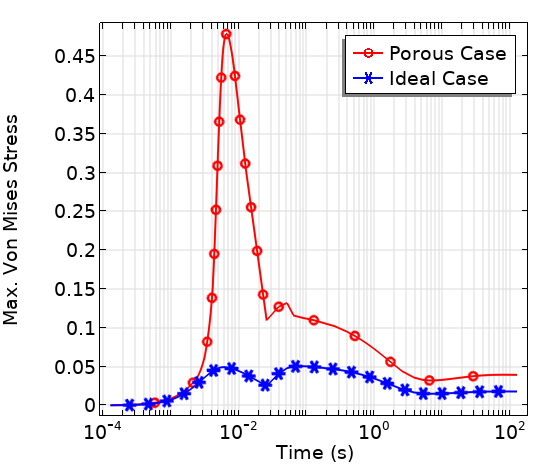 Porous Case
Ideal Case
Max. Von Mises Stress
0.45
0.4
0.35
0.3
0.25
0.2
0.15
0.1
0.05
0
10⁻⁴ 10⁻² 10⁰ 10²
Time (s)